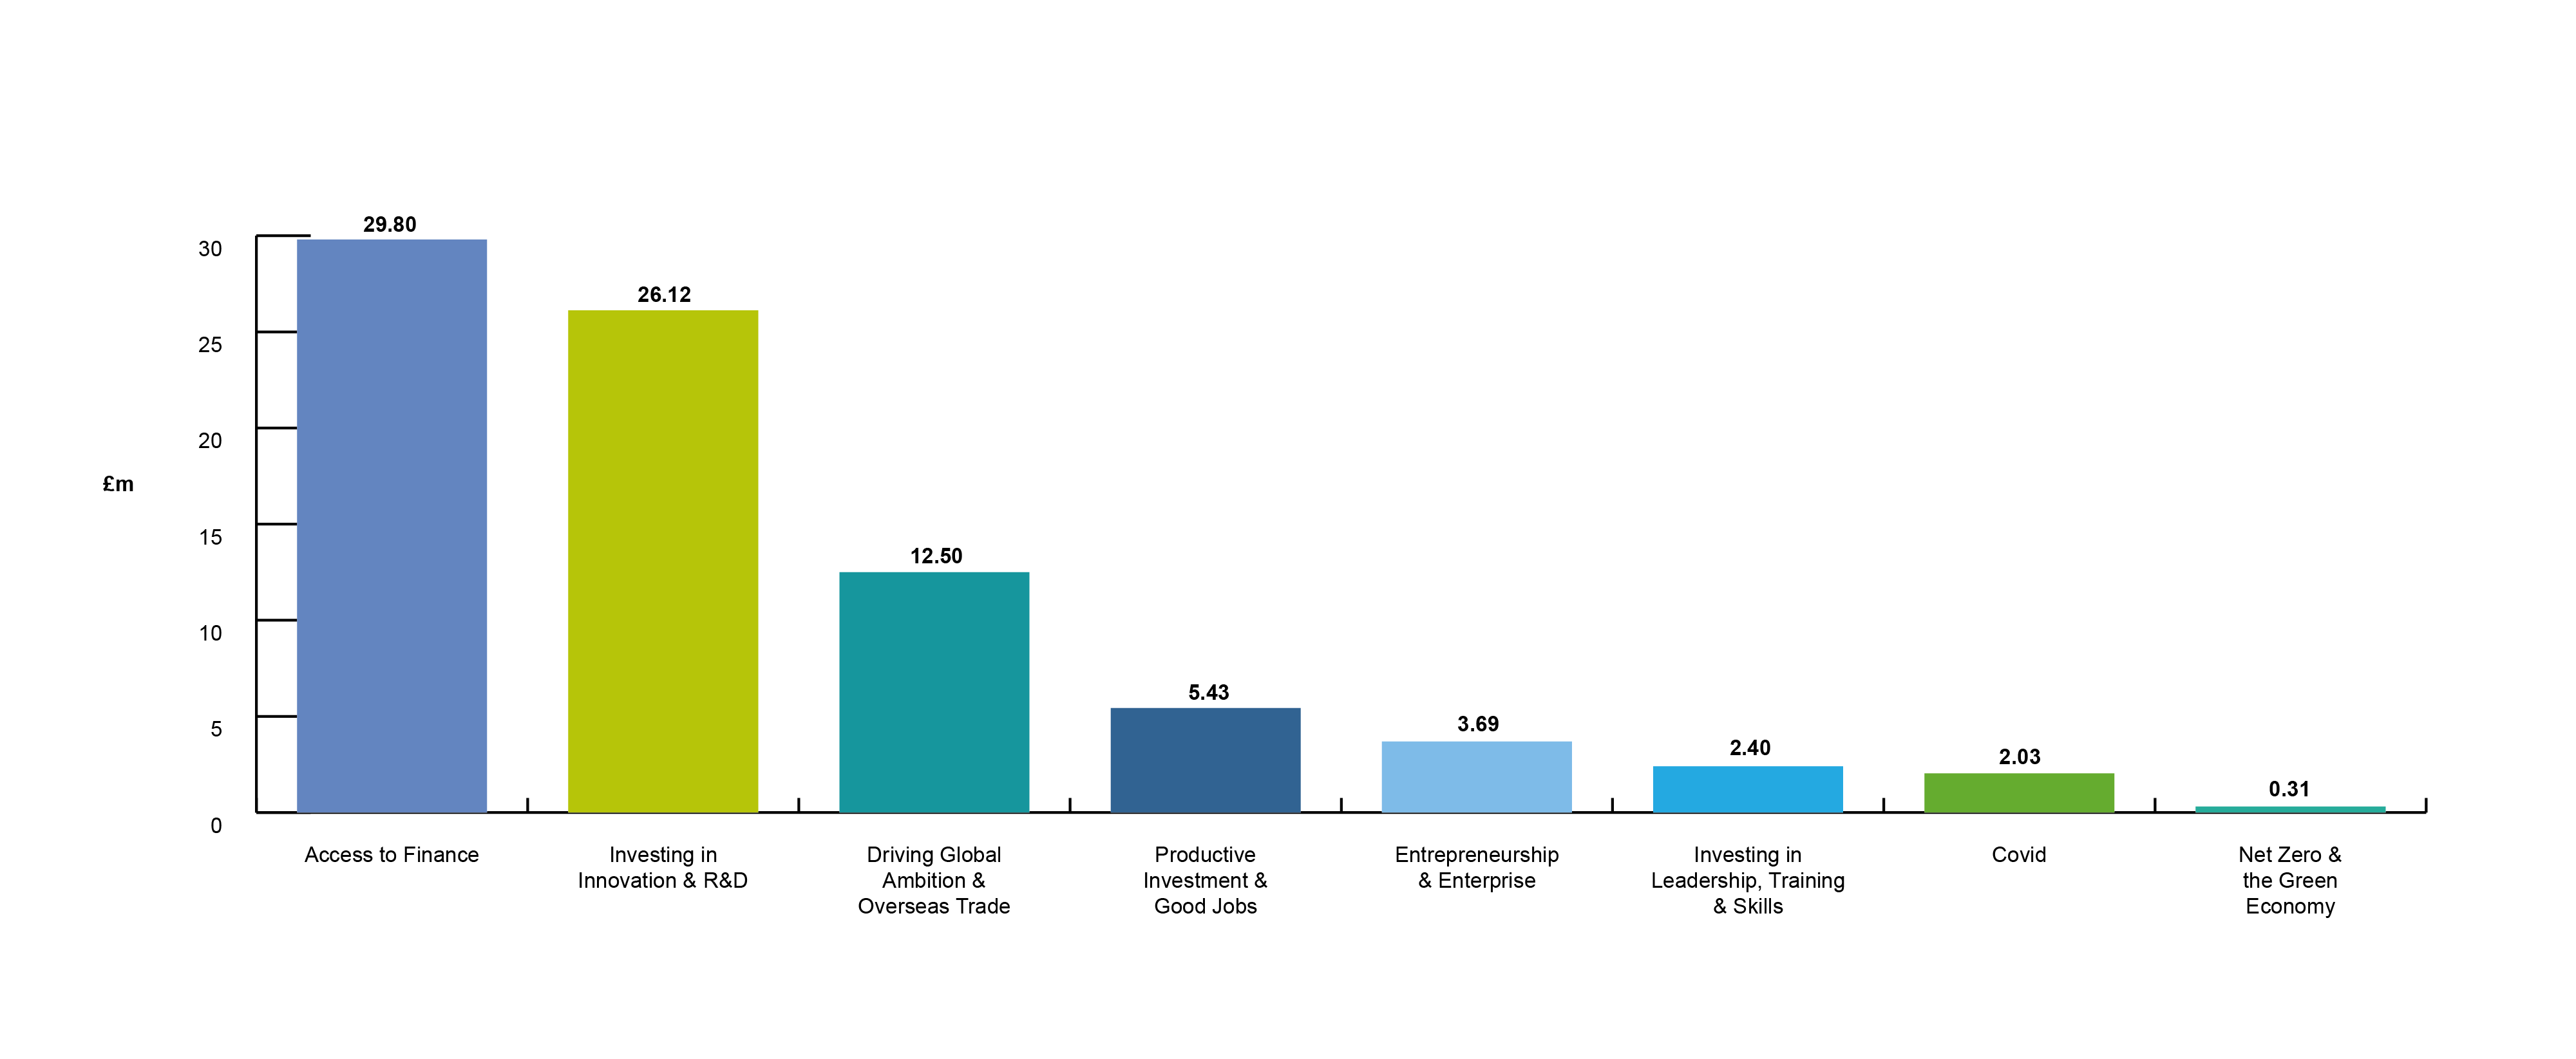 29.80
30
26.12
25
20
£m
15
12.50
10
5.43
5
3.69
2.40
2.03
0.31
0
Access to Finance
Investing in
Innovation & R&D
Driving Global
Ambition &
Overseas Trade
Productive
Investment &
Good Jobs
Entrepreneurship
& Enterprise
Investing in
Leadership, Training
& Skills
Covid
Net Zero &
the Green
Economy